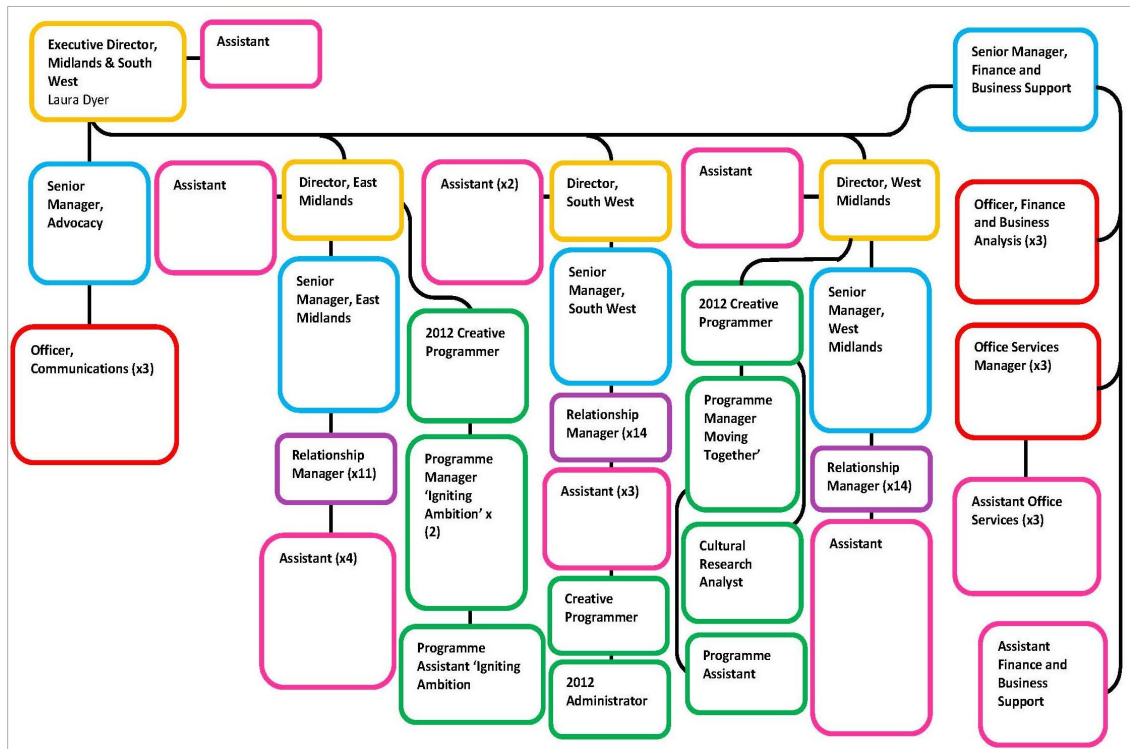 Executive Director,
Midlands & South
West
Laura Dyer
Assistant
Senior Manager,
Finance and
Business Support
Senior
Manager,
Advocacy
Assistant
Director, East
Midlands
Assistant (x2)
Director,
South West
Assistant
Director, West
Midlands
Officer, Finance
and Business
Analysis (x3)
Senior
Manager, East
Midlands
2012 Creative
Programmer
Senior
Manager,
South West
2012 Creative
Programmer
Senior
Manager,
West
Midlands
Officer,
Communications (x3)
Office Services
Manager (x3)
Relationship
Manager (x11)
Programme
Manager
‘Igniting
Ambition’ x
(2)
Relationship
Manager (x14
Programme
Manager
Moving
Together’
Relationship
Manager (x14)
Assistant (x3)
Assistant Office
Services (x3)
Assistant (x4)
Cultural
Research
Analyst
Assistant
Creative
Programmer
Programme
Assistant ‘Igniting
Ambition
2012
Administrator
Programme
Assistant
Assistant
Finance and
Business
Support